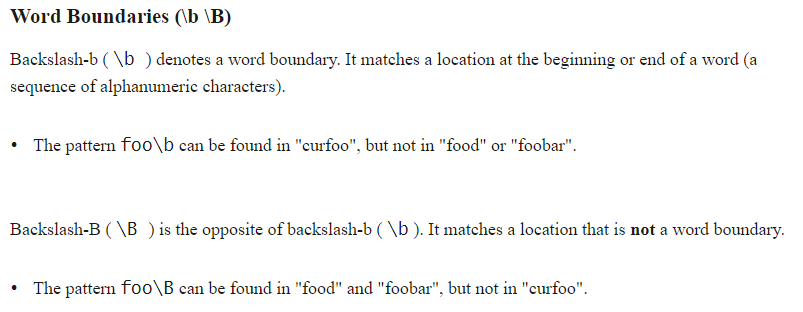 Word Boundaries (\b \B)
Backslash-b ( \b ) denotes a word boundary. It matches a location at the beginning or end of a word (a
sequence of alphanumeric characters).
• The pattern foo\b can be found in "curfoo", but not in "food" or "foobar".
Backslash-B ( \B ) is the opposite of backslash-b ( \b ). It matches a location that is not a word boundary.
• The pattern foo\B can be found in "food" and "foobar", but not in "curfoo".